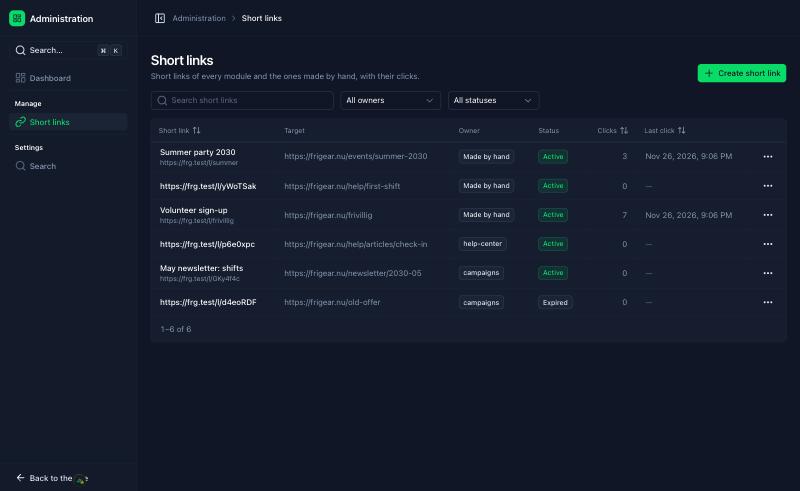 Administration
Administration
Short links
Search...
⌘ K
Dashboard
Manage
Short links
Settings
Search
Back to the
Short links
Short links of every module and the ones made by hand, with their clicks.
Create short link
Search short links
All owners
All statuses
Short link Target Owner Status Clicks Last click
Summer party 2030
https://frg.test/l/summer
https://frigear.nu/events/summer-2030 Made by hand Active 3 Nov 26, 2026, 9:06 PM
https://frg.test/l/yWoTSak https://frigear.nu/help/first-shift Made by hand Active 0 —
Volunteer sign-up
https://frg.test/l/frivillig
https://frigear.nu/frivillig Made by hand Active 7 Nov 26, 2026, 9:06 PM
https://frg.test/l/p6e0xpc https://frigear.nu/help/articles/check-in help-center Active 0 —
May newsletter: shifts
https://frg.test/l/GKy4f4c
https://frigear.nu/newsletter/2030-05 campaigns Active 0 —
https://frg.test/l/d4eoRDF https://frigear.nu/old-offer campaigns Expired 0 —
1–6 of 6